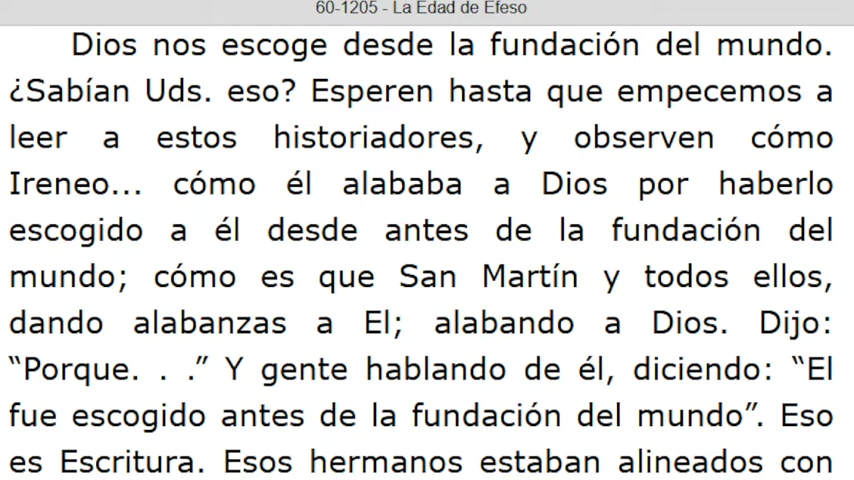 60-1205 - La Edad de Efeso
Dios nos escoge desde la fundación del mundo.
¿Sabían Uds. eso? Esperen hasta que empecemos a
leer a estos historiadores, y observen cómo
Ireneo... cómo él alababa a Dios por haberlo
escogido a él desde antes de la fundación del
mundo; cómo es que San Martín y todos ellos,
dando alabanzas a El; alabando a Dios. Dijo:
“Porque. . .” Y gente hablando de él, diciendo: “El
fue escogido antes de la fundación del mundo”. Eso
es Escritura. Esos hermanos estaban alineados con